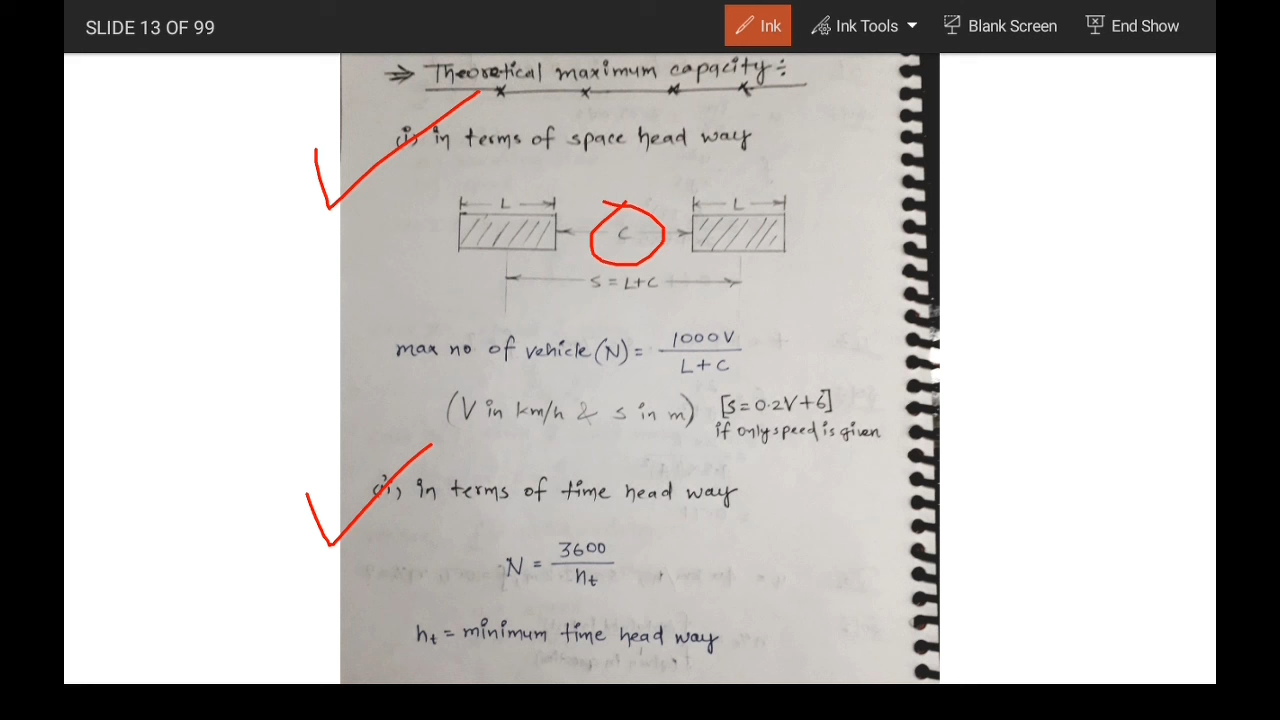 SLIDE 13 OF 99
Ink
Ink Tools
Blank Screen
End Show
⇒ Theoretical maximum capacity:-
(i) in terms of space head way
L
L
C
S = L+C
max no of vehicle (N) = 1000V / L+C
(V in km/h & s in m) [S=0.2V+6]
if only speed is given
(ii) in terms of time head way
N = 3600 / ht
ht = minimum time head way